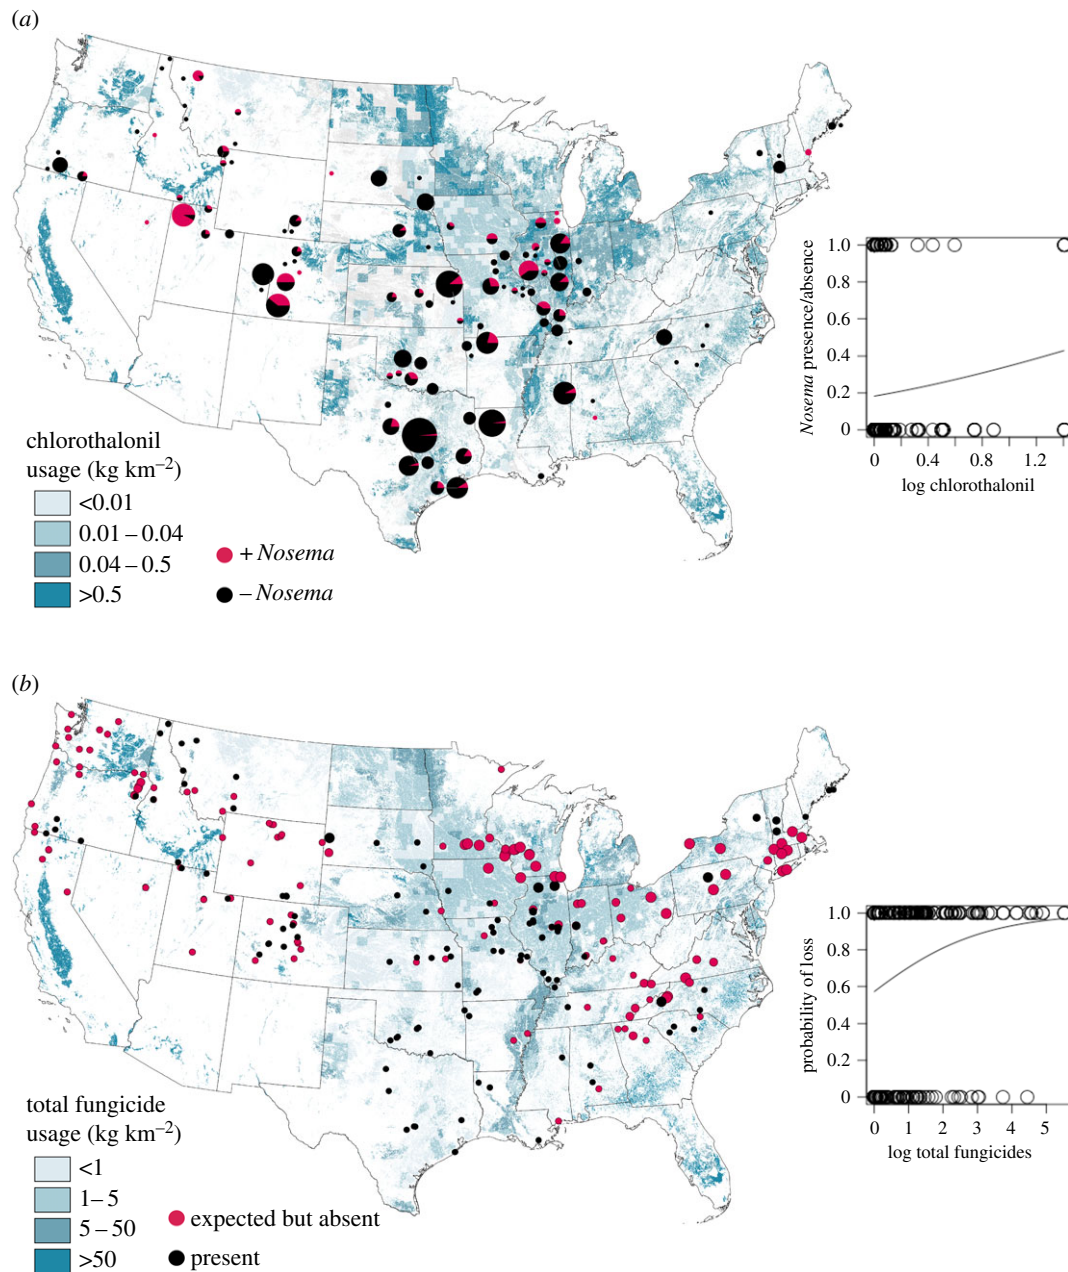 (a)
chlorothalonil
usage (kg km⁻²)
<0.01
0.01 – 0.04
0.04 – 0.5
>0.5
+ Nosema
– Nosema
Nosema presence/absence
1.0
0.8
0.6
0.4
0.2
0
0 0.4 0.8 1.2
log chlorothalonil
(b)
total fungicide
usage (kg km⁻²)
<1
1 – 5
5 – 50
>50
expected but absent
present
probability of loss
1.0
0.8
0.6
0.4
0.2
0
0 1 2 3 4 5
log total fungicides